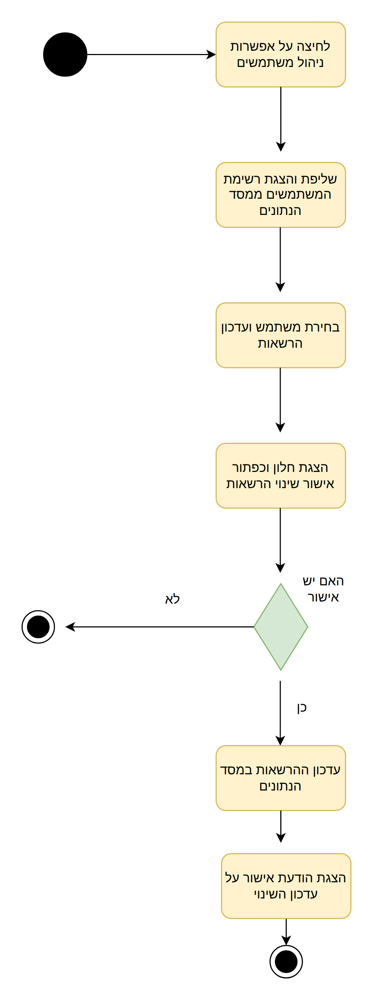 לחיצה על אפשרות
ניהול משתמשים
שליפת והצגת רשימת
המשתמשים ממסד
הנתונים
בחירת משתמש ועדכון
הרשאות
הצגת חלון וכפתור
אישור שינוי הרשאות
האם יש
אישור
לא
כן
עדכון ההרשאות במסד
הנתונים
הצגת הודעת אישור על
עדכון השינוי